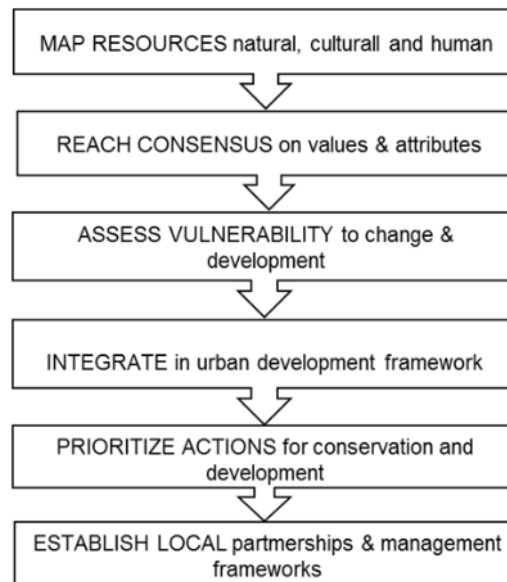 MAP RESOURCES natural, culturall and human
REACH CONSENSUS on values & attributes
ASSESS VULNERABILITY to change &
development
INTEGRATE in urban development framework
PRIORITIZE ACTIONS for conservation and
development
ESTABLISH LOCAL partmerships & management
frameworks